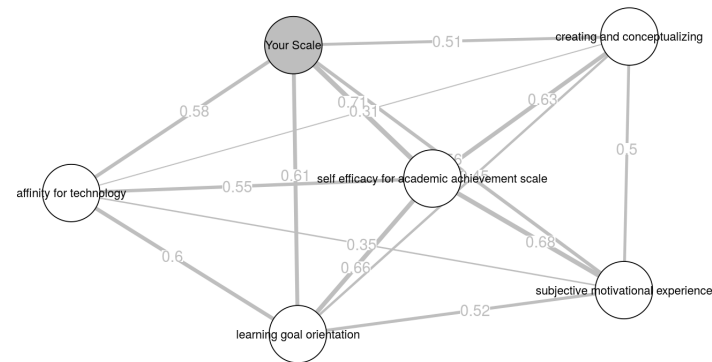 creating and conceptualizing
Your Scale
0.51
0.71
0.31
0.58
0.63
0.5
self efficacy for academic achievement scale
0.61
0.55
affinity for technology
0.35
0.68
0.6
0.66
subjective motivational experience
0.52
learning goal orientation